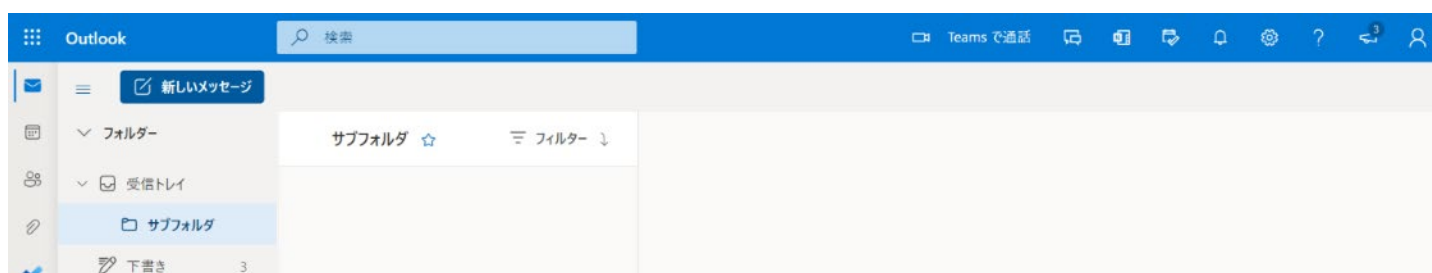 Outlook
検索
Teams で通話
3
新しいメッセージ
フォルダー
サブフォルダ
フィルター
受信トレイ
サブフォルダ
下書き 3